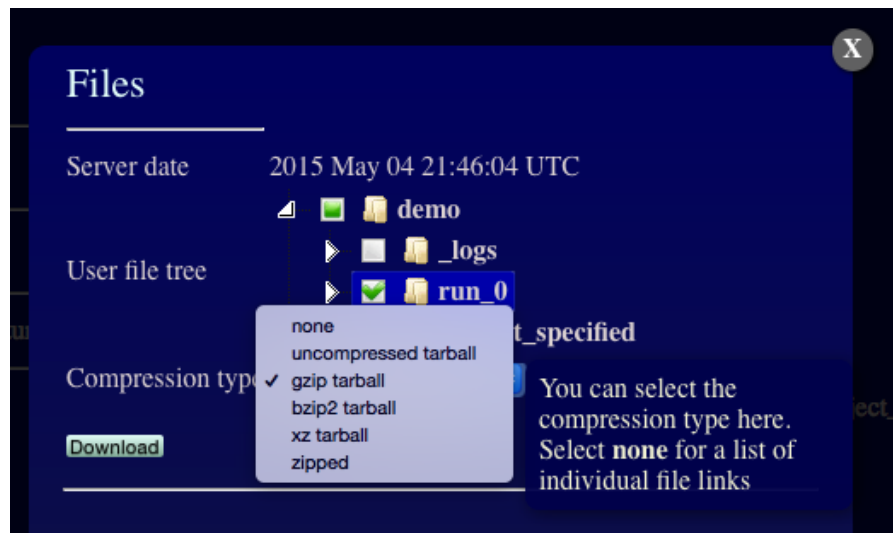 X
Files
Server date 2015 May 04 21:46:04 UTC
demo
_logs
User file tree
run_0
t_specified
none
uncompressed tarball
Compression type ✓ gzip tarball
bzip2 tarball
xz tarball
zipped
Download
You can select the
compression type here.
Select none for a list of
individual file links
ject_